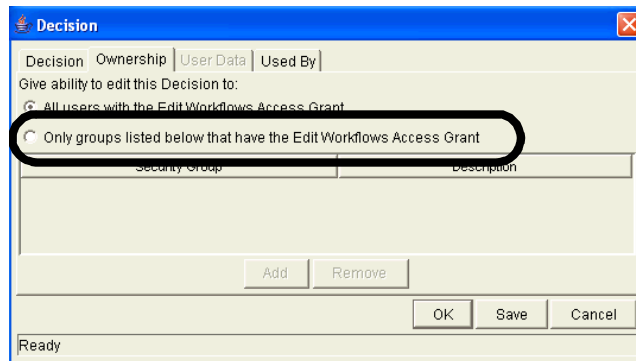 Decision
Decision Ownership User Data Used By
Give ability to edit this Decision to:
All users with the Edit Workflows Access Grant
Only groups listed below that have the Edit Workflows Access Grant
Security Group Description
Add Remove
OK Save Cancel
Ready